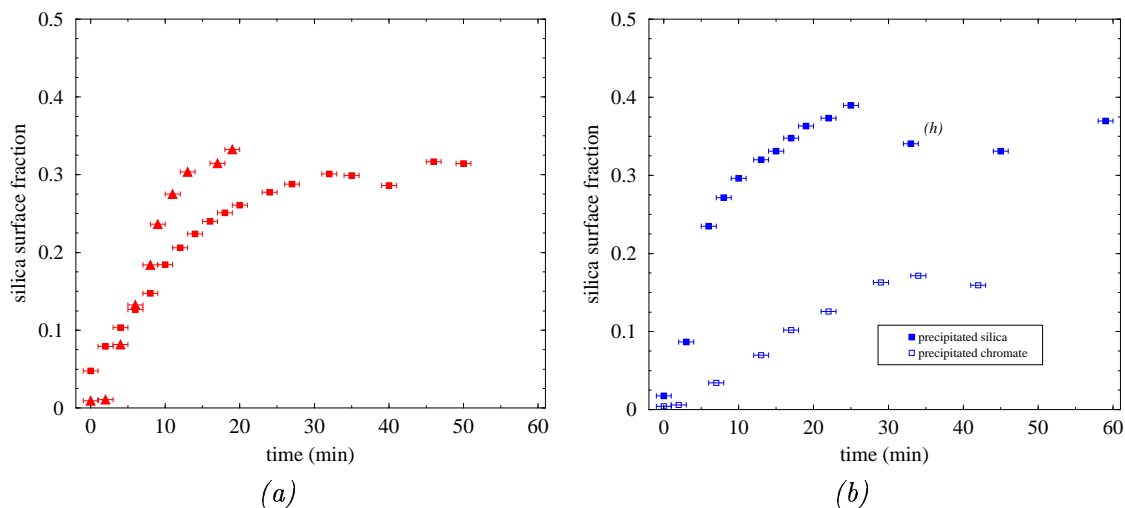 0.5
0.4
0.3
0.2
0.1
0
silica surface fraction
0 10 20 30 40 50 60
time (min)
(a)
0.5
0.4
0.3
0.2
0.1
0
silica surface fraction
(h)
precipitated silica
precipitated chromate
0 10 20 30 40 50 60
time (min)
(b)